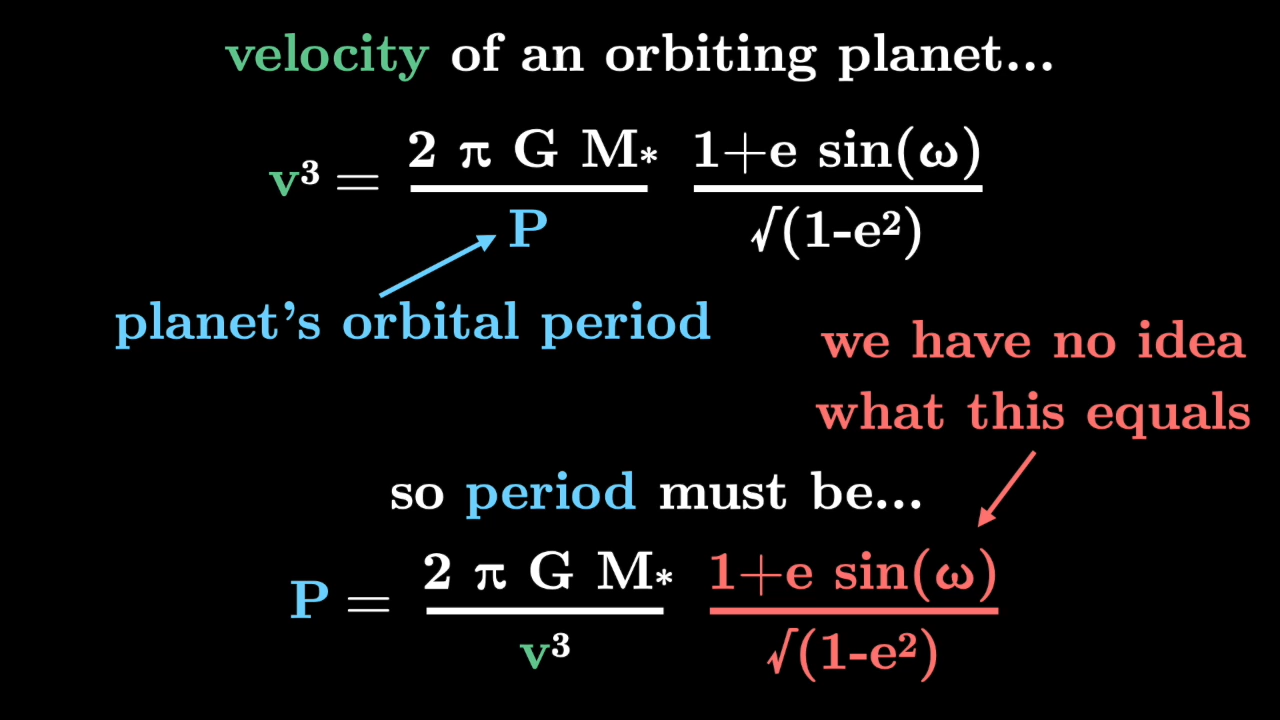 velocity of an orbiting planet...
v³ = 2 π G M* / P 1+e sin(ω) / √(1-e²)
planet's orbital period
we have no idea
what this equals
so period must be...
P = 2 π G M* / v³ 1+e sin(ω) / √(1-e²)